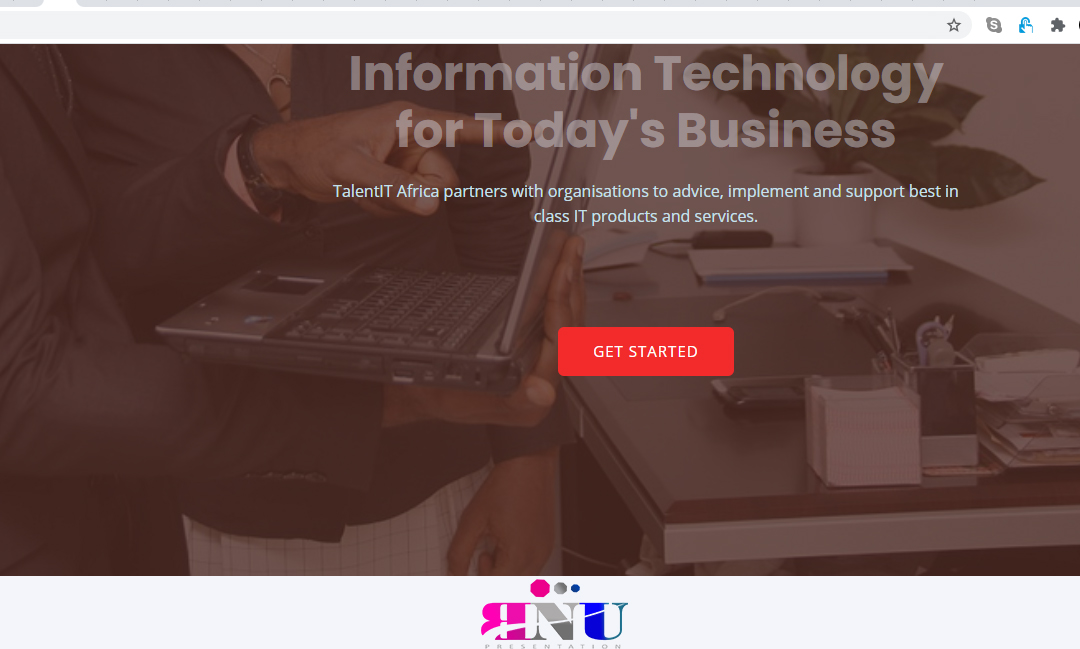 Information Technology
for Today's Business
TalentIT Africa partners with organisations to advice, implement and support best in
class IT products and services.
GET STARTED
PRESENTATION